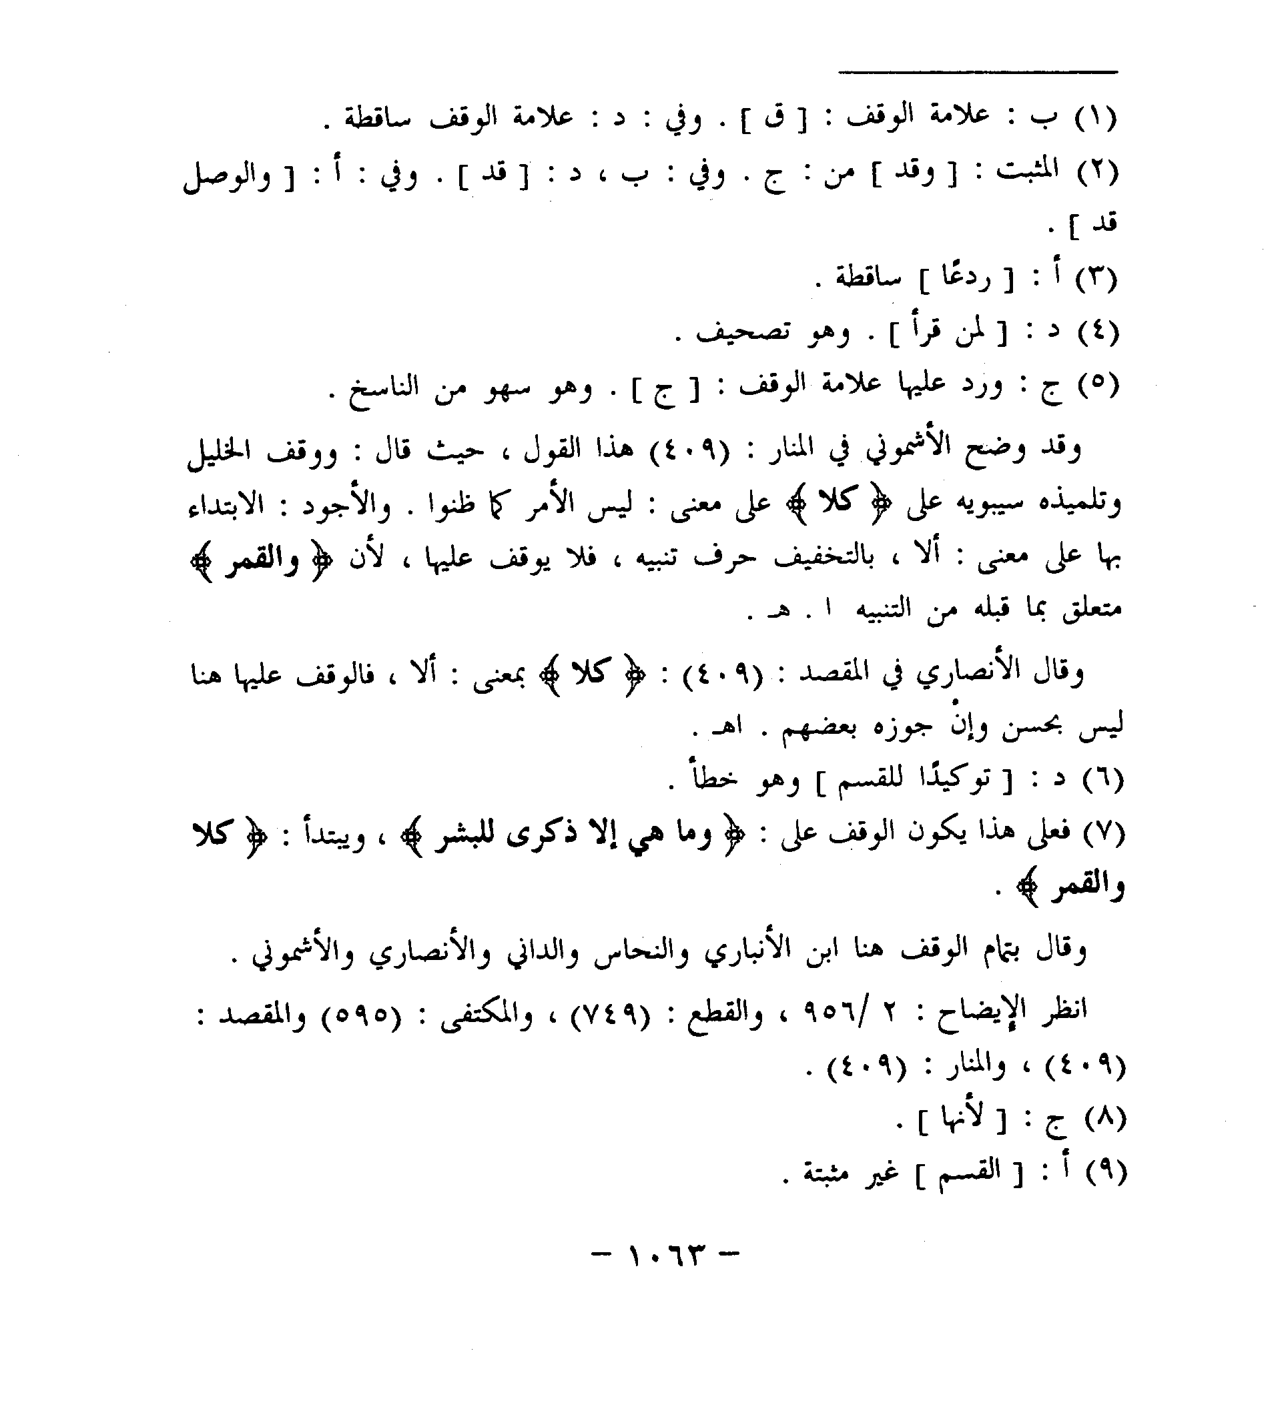 (١) ب : علامة الوقف : [ ق ] . وفي : د : علامة الوقف ساقطة .
(٢) المثبت : [ وقد ] من : ج . وفي : ب ، د : [ قد ] . وفي : أ : [ والوصل
قد ] .
(٣) أ : [ ردعًا ] ساقطة .
(٤) د : [ لمن قرأ ] . وهو تصحيف .
(٥) ج : ورد عليها علامة الوقف : [ ج ] . وهو سهو من الناسخ .
وقد وضح الأشموني في المنار : (٤٠٩) هذا القول ، حيث قال : ووقف الخليل
وتلميذه سيبويه على ﴿ كلا ﴾ على معنى : ليس الأمر كما ظنوا . والأجود : الابتداء
بها على معنى : ألا ، بالتخفيف حرف تنبيه ، فلا يوقف عليها ، لأن ﴿ والقمر ﴾
متعلق بما قبله من التنبيه ا . هـ .
وقال الأنصاري في المقصد : (٤٠٩) : ﴿ كلا ﴾ بمعنى : ألا ، فالوقف عليها هنا
ليس بحسن وإنْ جوزه بعضهم . اهـ .
(٦) د : [ توكيدًا للقسم ] وهو خطأ .
(٧) فعلى هذا يكون الوقف على : ﴿ وما هي إلا ذكرى للبشر ﴾ ، ويبتدأ : ﴿ كلا
والقمر ﴾ .
وقال بتمام الوقف هنا ابن الأنباري والنحاس والداني والأنصاري والأشموني .
انظر الإيضاح : ٢ /٩٥٦ ، والقطع : (٧٤٩) ، والمكتفى : (٥٩٥) والمقصد :
(٤٠٩) ، والمنار : (٤٠٩) .
(٨) ج : [ لأنها ] .
(٩) أ : [ القسم ] غير مثبتة .
– ١٠٦٣ –